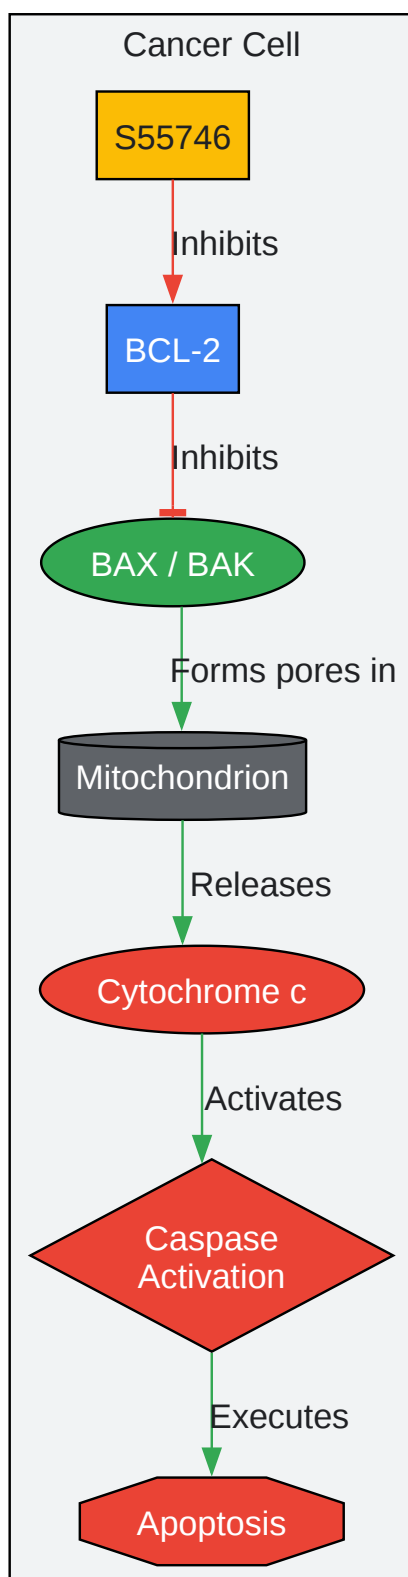 Cancer Cell
S55746
Inhibits
BCL-2
Inhibits
BAX / BAK
Forms pores in
Mitochondrion
Releases
Cytochrome c
Activates
Caspase
Activation
Executes
Apoptosis